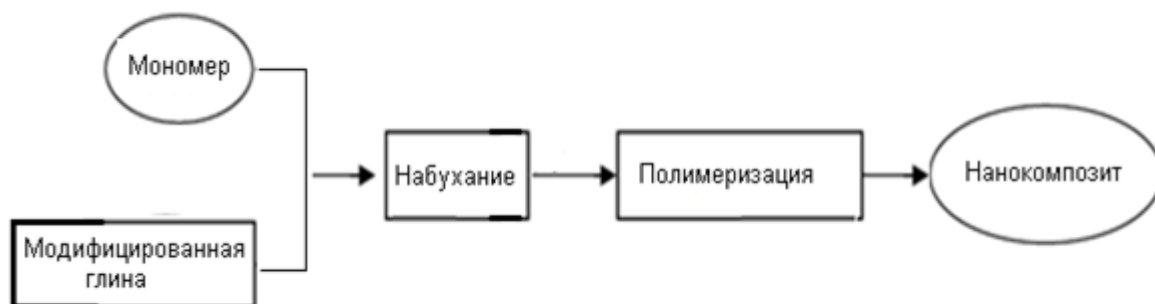 Мономер
Модифицированная
глина
Набухание
Полимеризация
Нанокомпозит